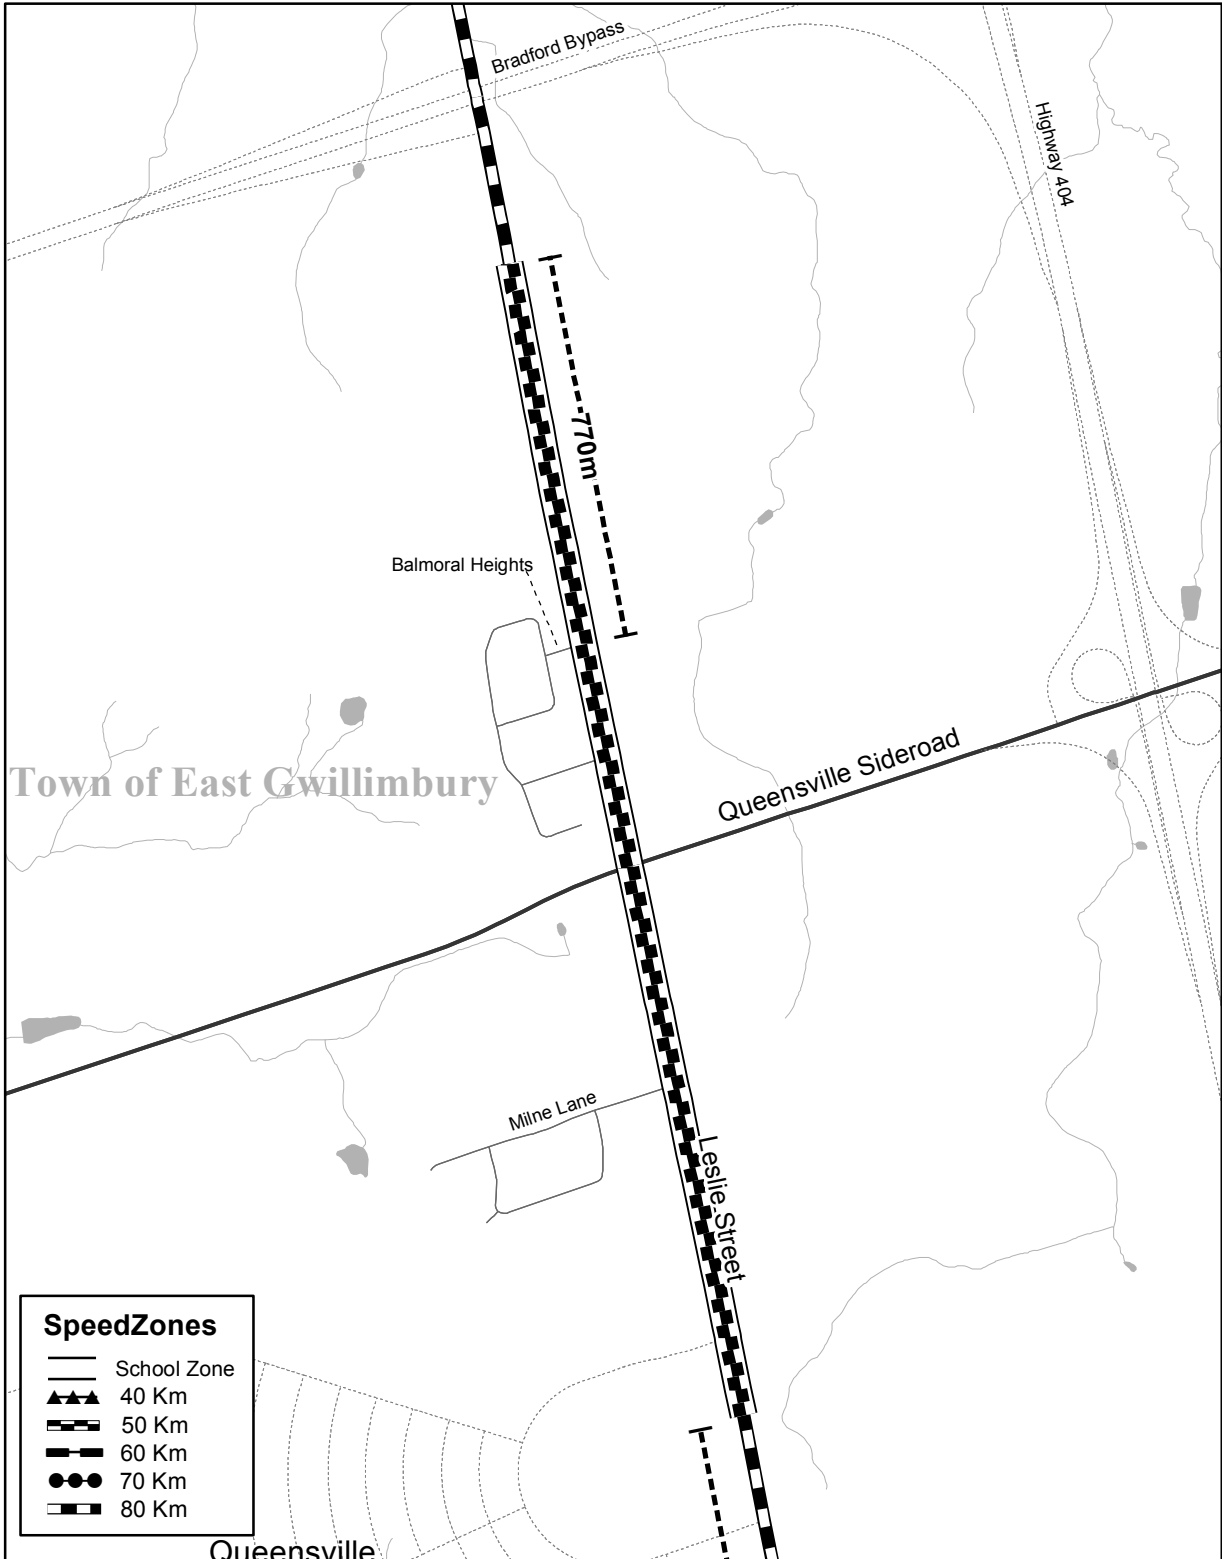 Bradford Bypass
Highway 404
770m
Balmoral Heights
Town of East Gwillimbury
Queensville Sideroad
Milne Lane
Leslie Street
SpeedZones
School Zone
40 Km
50 Km
60 Km
70 Km
80 Km
Queensville